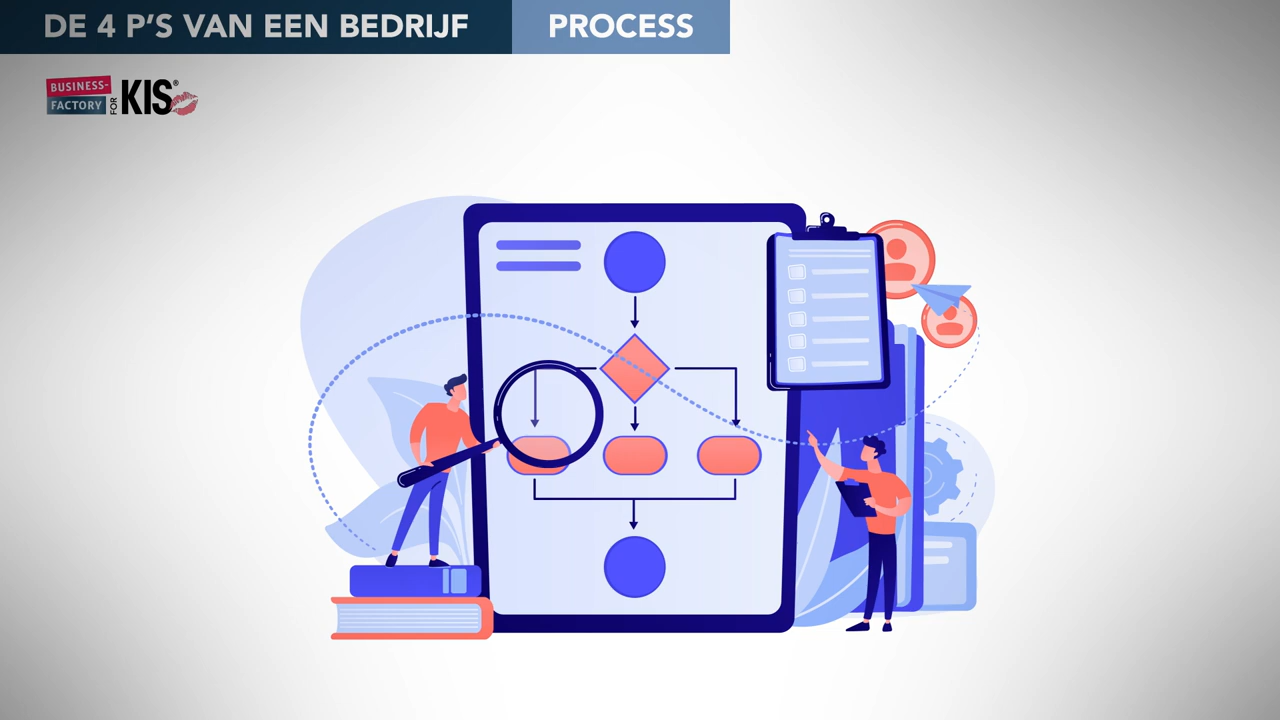 DE 4 P'S VAN EEN BEDRIJF
PROCESS
BUSINESS-
FACTORY
FOR
KIS®